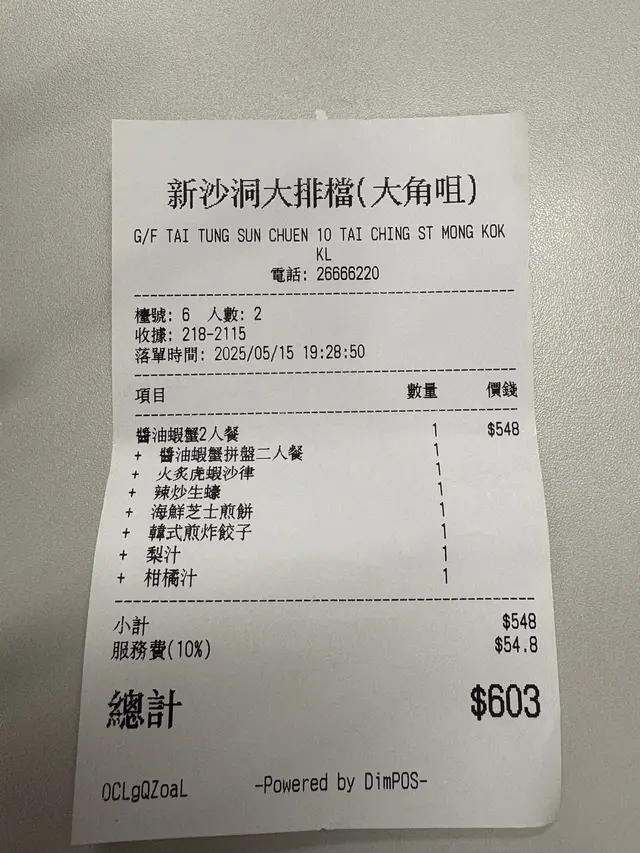 新沙洞大排檔(大角咀)
G/F TAI TUNG SUN CHUEN 10 TAI CHING ST MONG KOK
KL
電話: 26666220
檯號: 6 人數: 2
收據: 218-2115
落單時間: 2025/05/15 19:28:50
項目 數量 價錢
醬油蝦蟹2人餐 1 $548
+ 醬油蝦蟹拼盤二人餐 1
+ 火炙虎蝦沙律 1
+ 辣炒生蠔 1
+ 海鮮芝士煎餅 1
+ 韓式煎炸餃子 1
+ 梨汁 1
+ 柑橘汁 1
小計 $548
服務費(10%) $54.8
總計 $603
OCLgQZoaL -Powered by DimPOS-